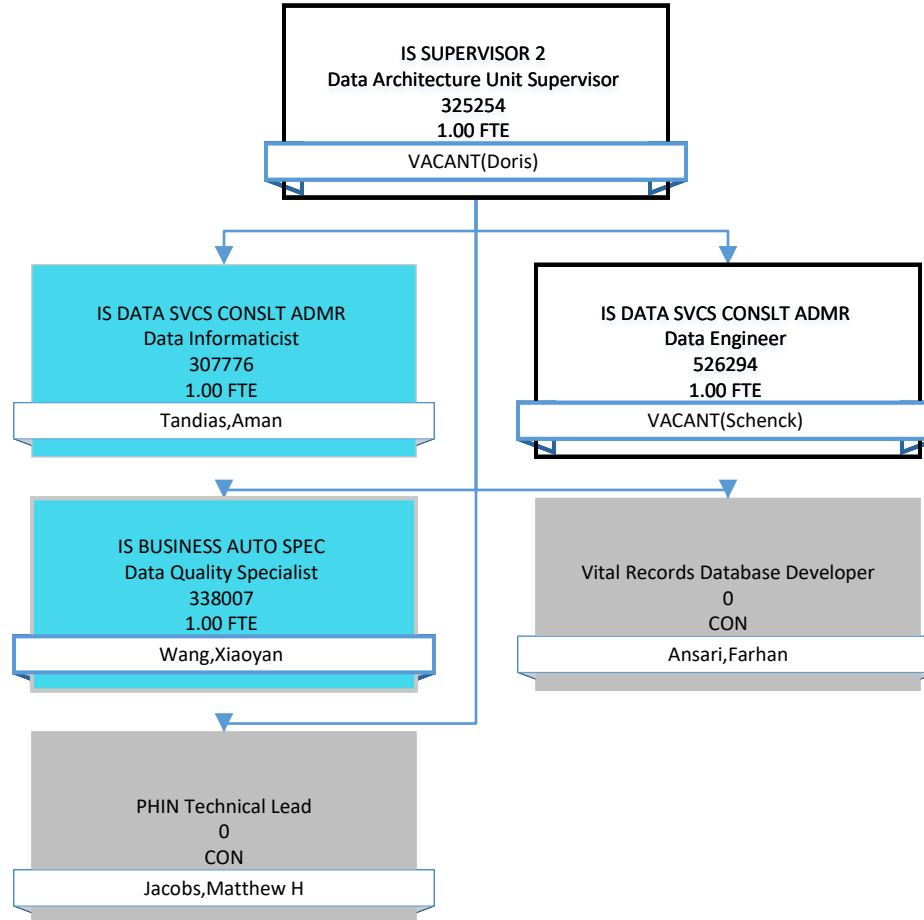 IS SUPERVISOR 2
Data Architecture Unit Supervisor
325254
1.00 FTE
VACANT(Doris)
IS DATA SVCS CONSLT ADMR
Data Informaticist
307776
1.00 FTE
Tandias,Aman
IS DATA SVCS CONSLT ADMR
Data Engineer
526294
1.00 FTE
VACANT(Schenck)
IS BUSINESS AUTO SPEC
Data Quality Specialist
338007
1.00 FTE
Wang,Xiaoyan
Vital Records Database Developer
0
CON
Ansari,Farhan
PHIN Technical Lead
0
CON
Jacobs,Matthew H